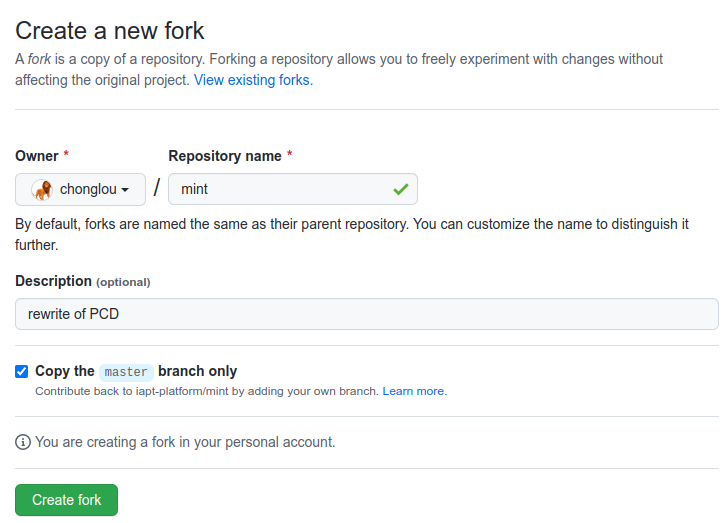 Create a new fork
A fork is a copy of a repository. Forking a repository allows you to freely experiment with changes without
affecting the original project. View existing forks.
Owner * Repository name *
chonglou / mint
By default, forks are named the same as their parent repository. You can customize the name to distinguish it
further.
Description (optional)
rewrite of PCD
Copy the master branch only
Contribute back to iapt-platform/mint by adding your own branch. Learn more.
You are creating a fork in your personal account.
Create fork